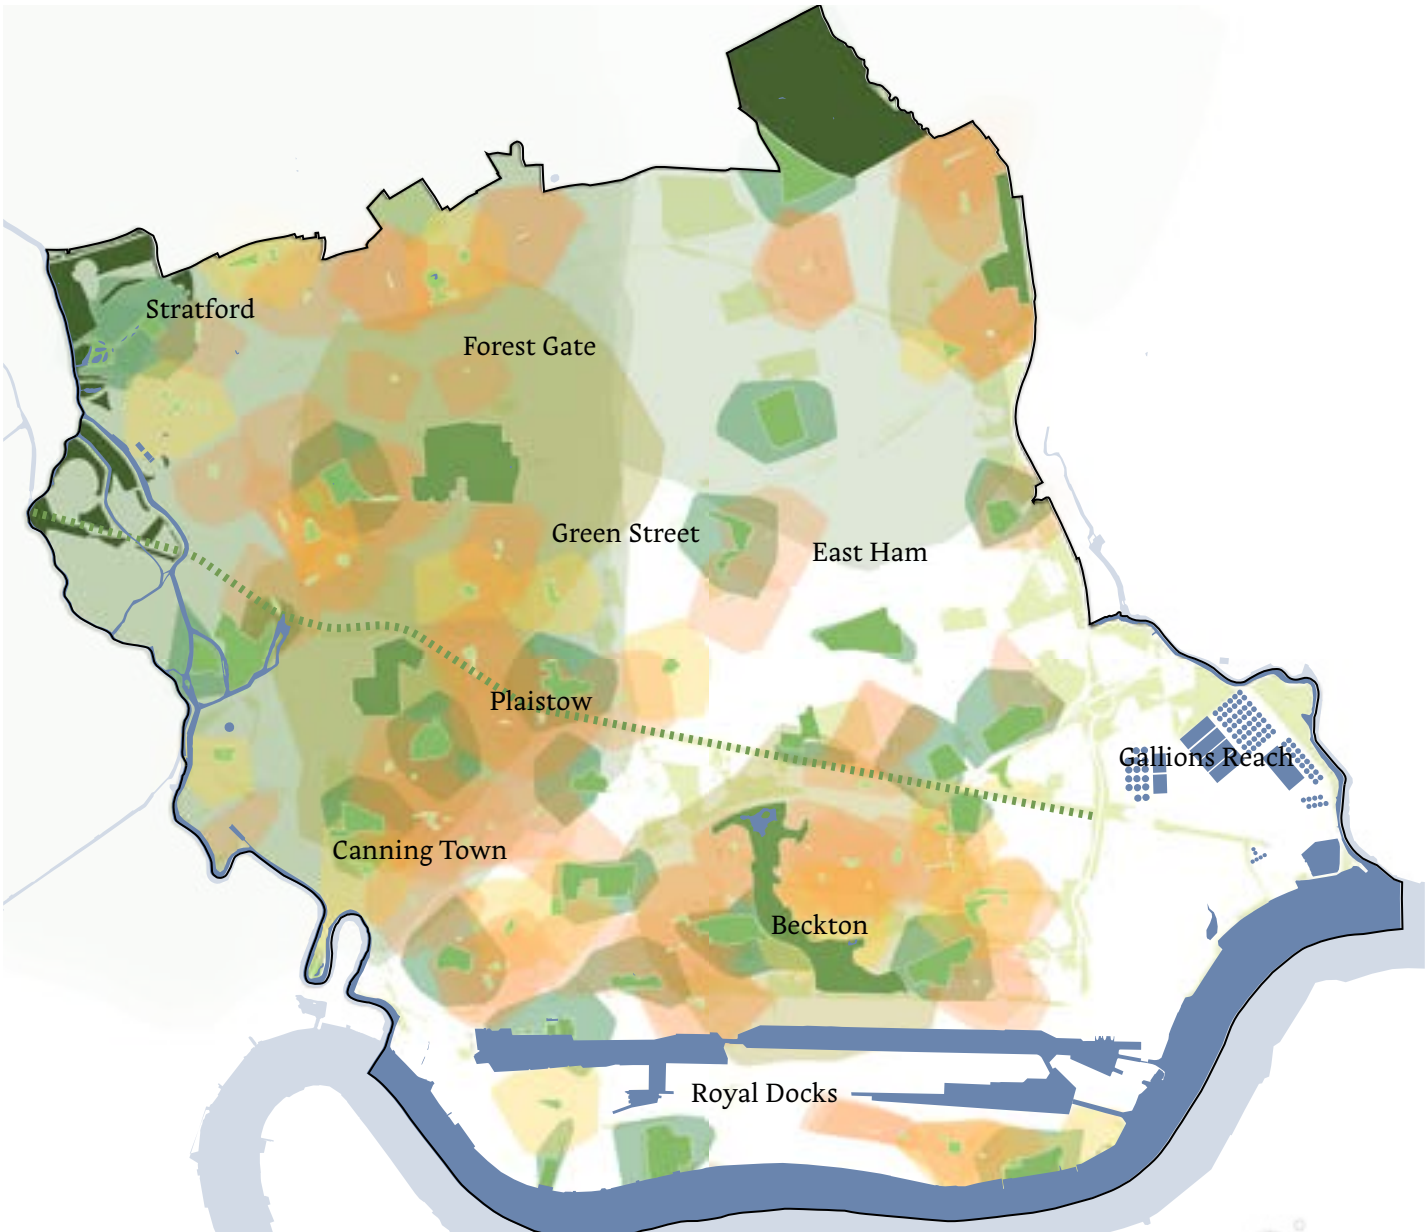 Stratford
Forest Gate
Green Street
East Ham
Plaistow
Gallions Reach
Canning Town
Beckton
Royal Docks